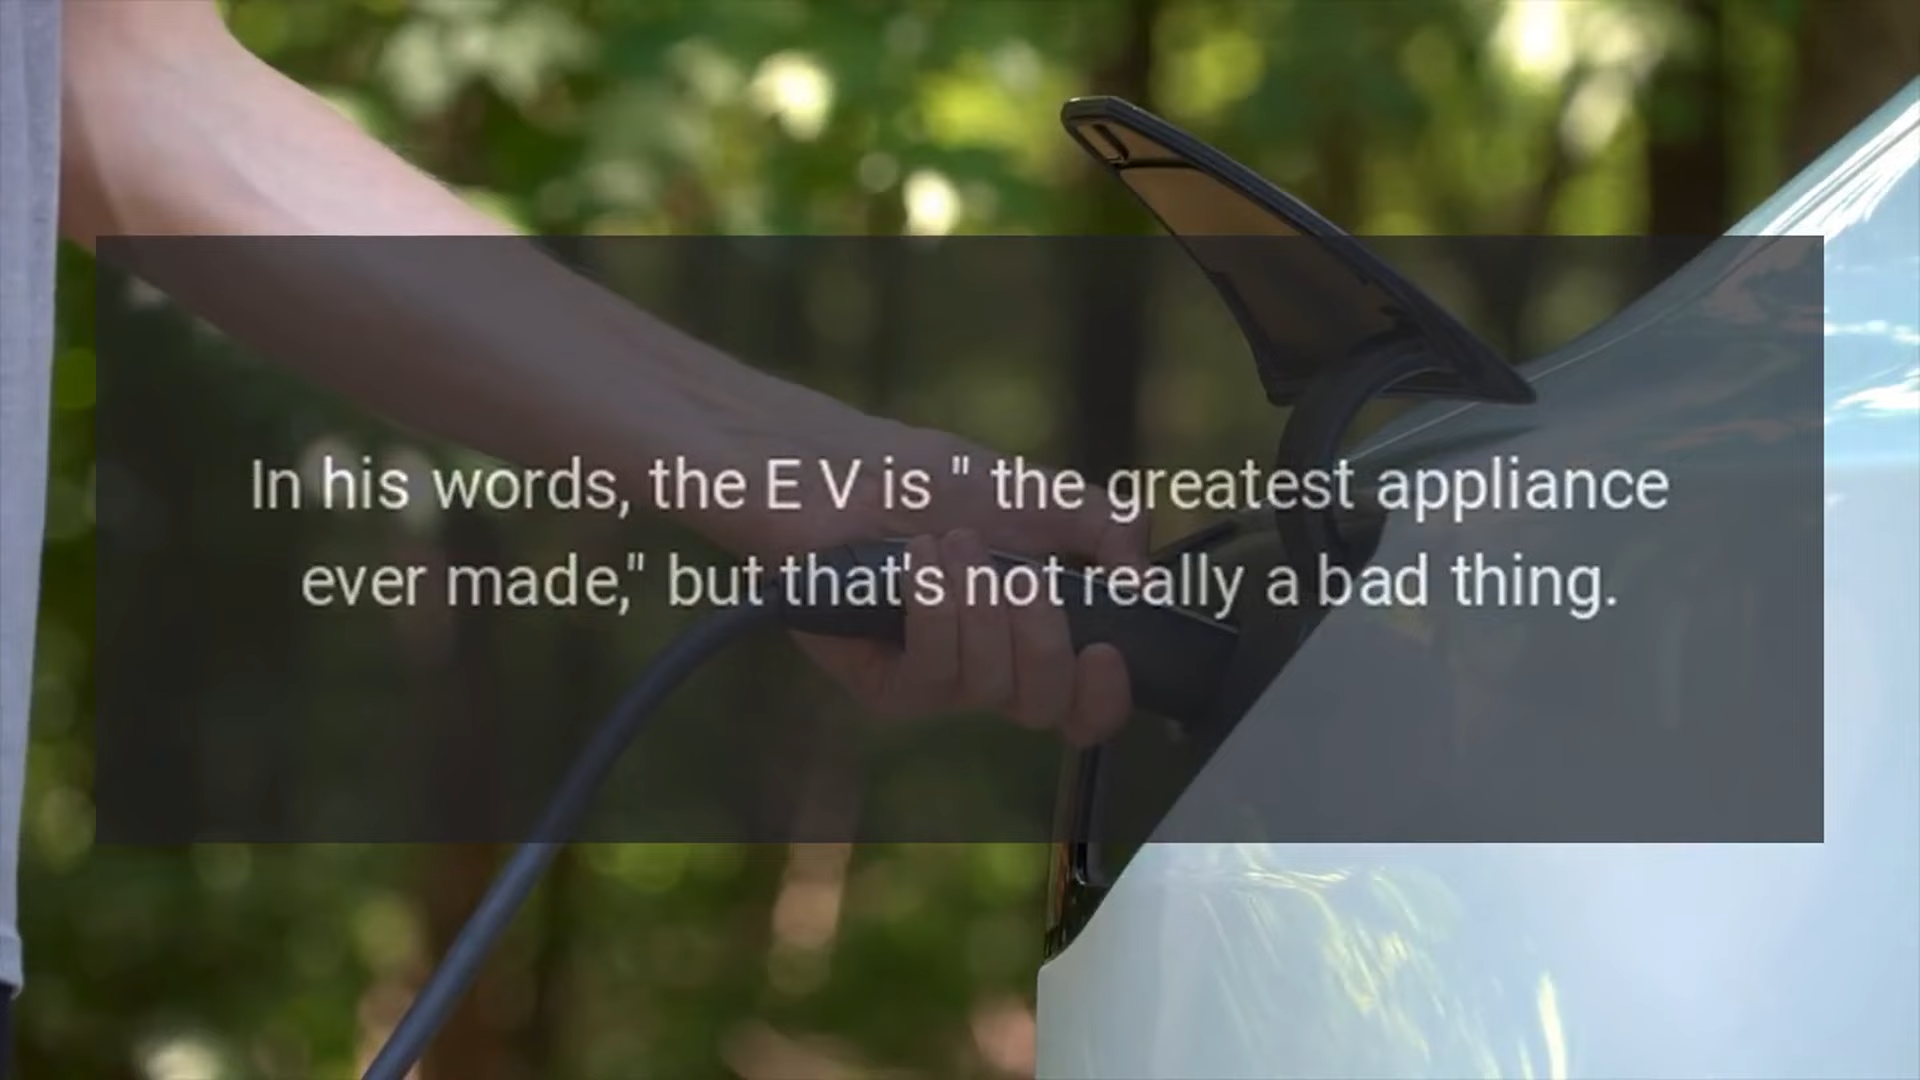 In his words, the E V is " the greatest appliance
ever made," but that's not really a bad thing.